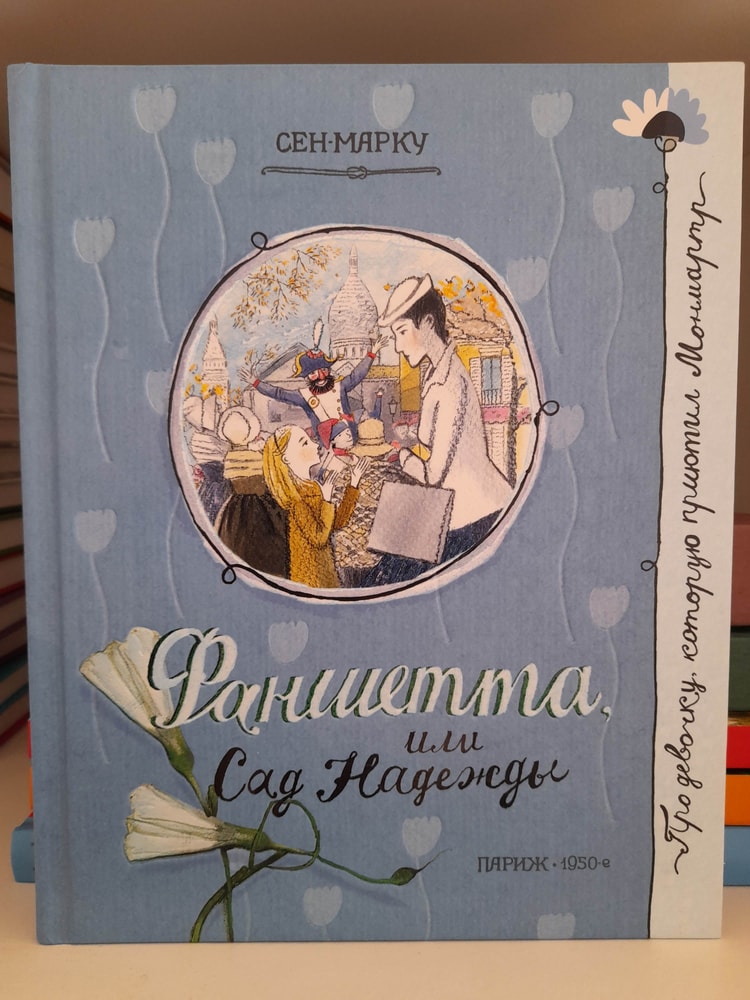 СЕН-МАРКУ
Фаншетта,
или
Сад Надежды
ПАРИЖ · 1950-е
Про девочку, которую приютил Монмартр